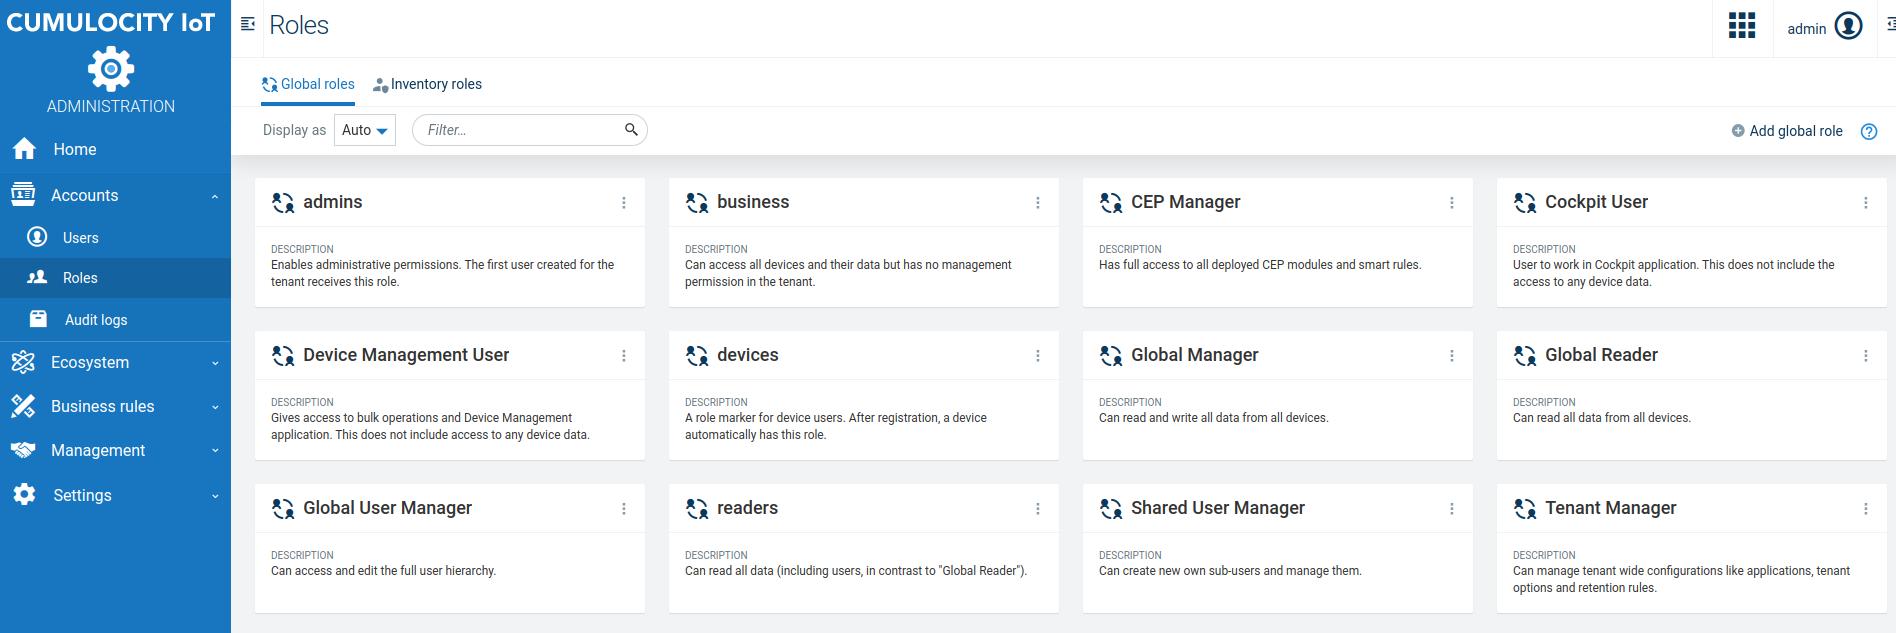 CUMULOCITY IoT
ADMINISTRATION
Home
Accounts
Users
Roles
Audit logs
Ecosystem
Business rules
Management
Settings
Roles
admin
Global roles
Inventory roles
Display as
Auto
Filter...
Add global role
admins
DESCRIPTION
Enables administrative permissions. The first user created for the
tenant receives this role.
business
DESCRIPTION
Can access all devices and their data but has no management
permission in the tenant.
CEP Manager
DESCRIPTION
Has full access to all deployed CEP modules and smart rules.
Cockpit User
DESCRIPTION
User to work in Cockpit application. This does not include the
access to any device data.
Device Management User
DESCRIPTION
Gives access to bulk operations and Device Management
application. This does not include access to any device data.
devices
DESCRIPTION
A role marker for device users. After registration, a device
automatically has this role.
Global Manager
DESCRIPTION
Can read and write all data from all devices.
Global Reader
DESCRIPTION
Can read all data from all devices.
Global User Manager
DESCRIPTION
Can access and edit the full user hierarchy.
readers
DESCRIPTION
Can read all data (including users, in contrast to "Global Reader").
Shared User Manager
DESCRIPTION
Can create new own sub-users and manage them.
Tenant Manager
DESCRIPTION
Can manage tenant wide configurations like applications, tenant
options and retention rules.